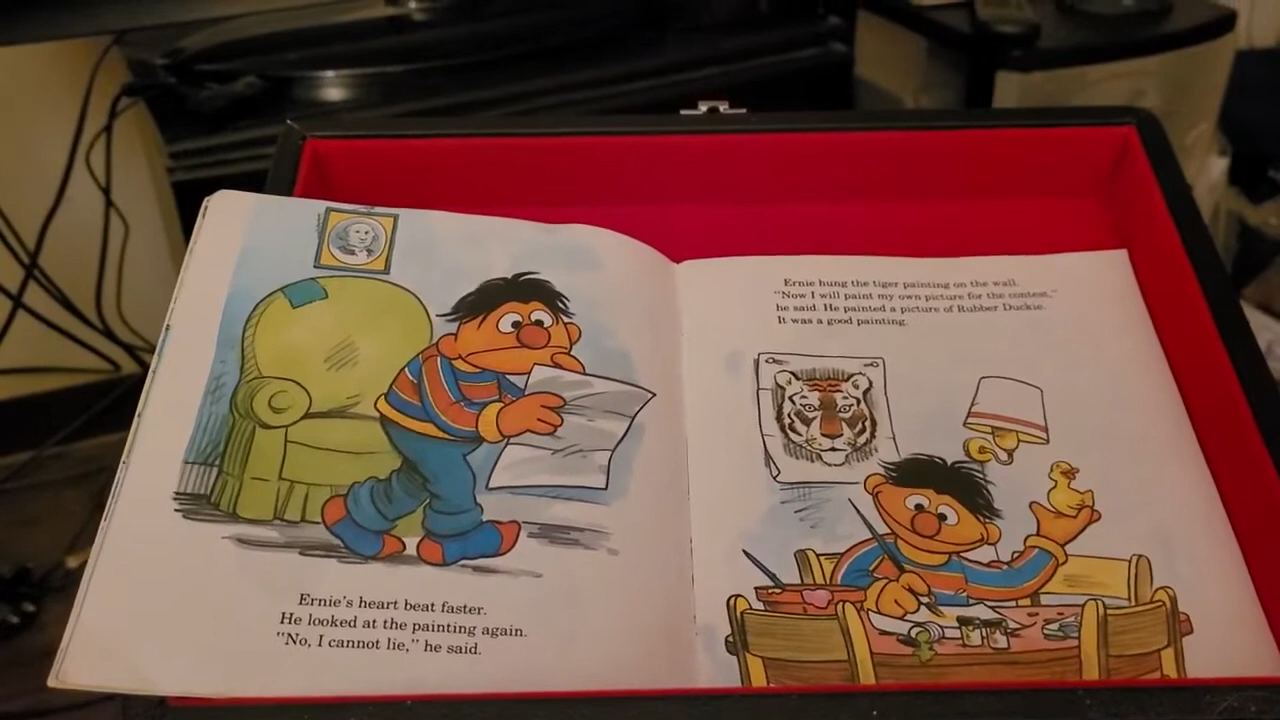 Ernie's heart beat faster.
He looked at the painting again.
"No, I cannot lie," he said.
Ernie hung the tiger painting on the wall.
"Now I will paint my own picture for the contest,"
he said. He painted a picture of Rubber Duckie.
It was a good painting.